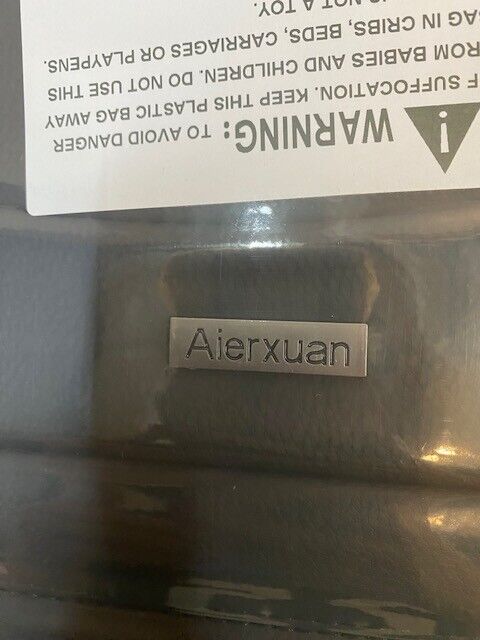 ! WARNING: TO AVOID DANGER
F SUFFOCATION. KEEP THIS PLASTIC BAG AWAY
ROM BABIES AND CHILDREN. DO NOT USE THIS
AG IN CRIBS, BEDS, CARRIAGES OR PLAYPENS.
NOT A TOY.
Aierxuan